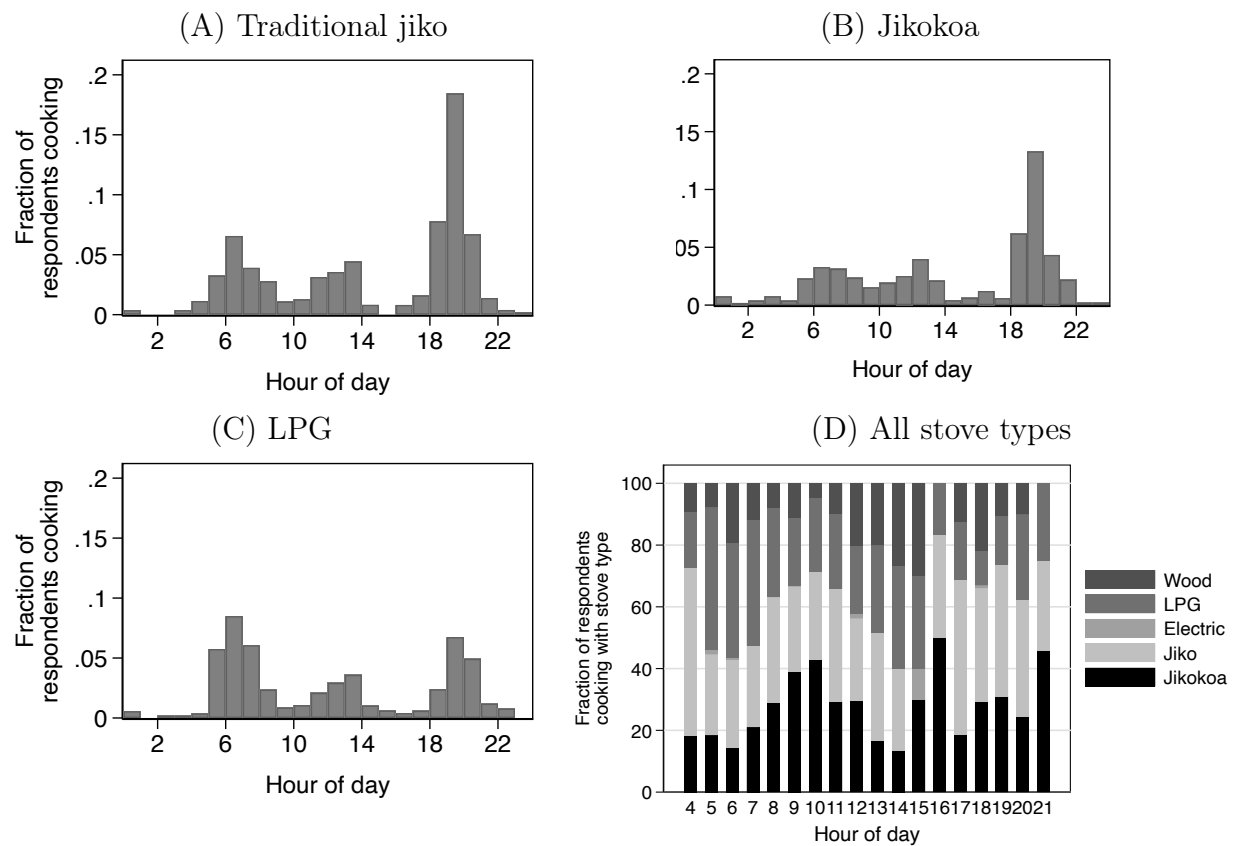 (A) Traditional jiko
Fraction of
respondents cooking
.2
.15
.1
.05
0
2 6 10 14 18 22
Hour of day
(B) Jikokoa
.2
15
.1
05
0
2 6 10 14 18 22
Hour of day
(C) LPG
Fraction of
respondents cooking
.2
.15
.1
.05
0
2 6 10 14 18 22
Hour of day
(D) All stove types
Fraction of respondents
cooking with stove type
100
80
60
40
20
0
4 5 6 7 8 9 10 11 12 13 14 15 16 17 18 19 20 21
Hour of day
Wood
LPG
Electric
Jiko
Jikokoa